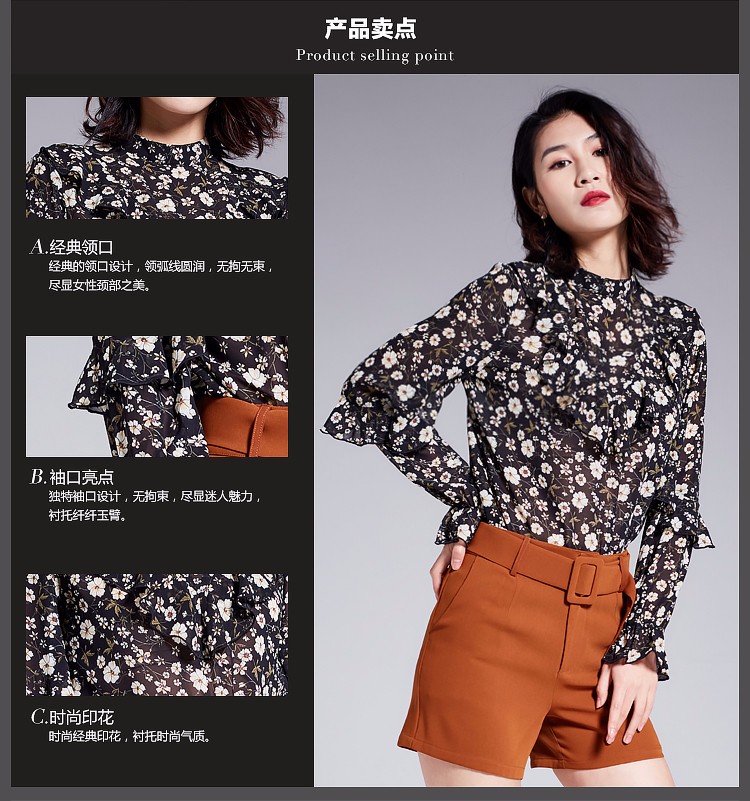 产品卖点
Product selling point
A.经典领口
经典的领口设计，领弧线圆润，无拘无束，
尽显女性颈部之美。
B.袖口亮点
独特袖口设计，无拘束，尽显迷人魅力，
衬托纤纤玉臂。
C.时尚印花
时尚经典印花，衬托时尚气质。